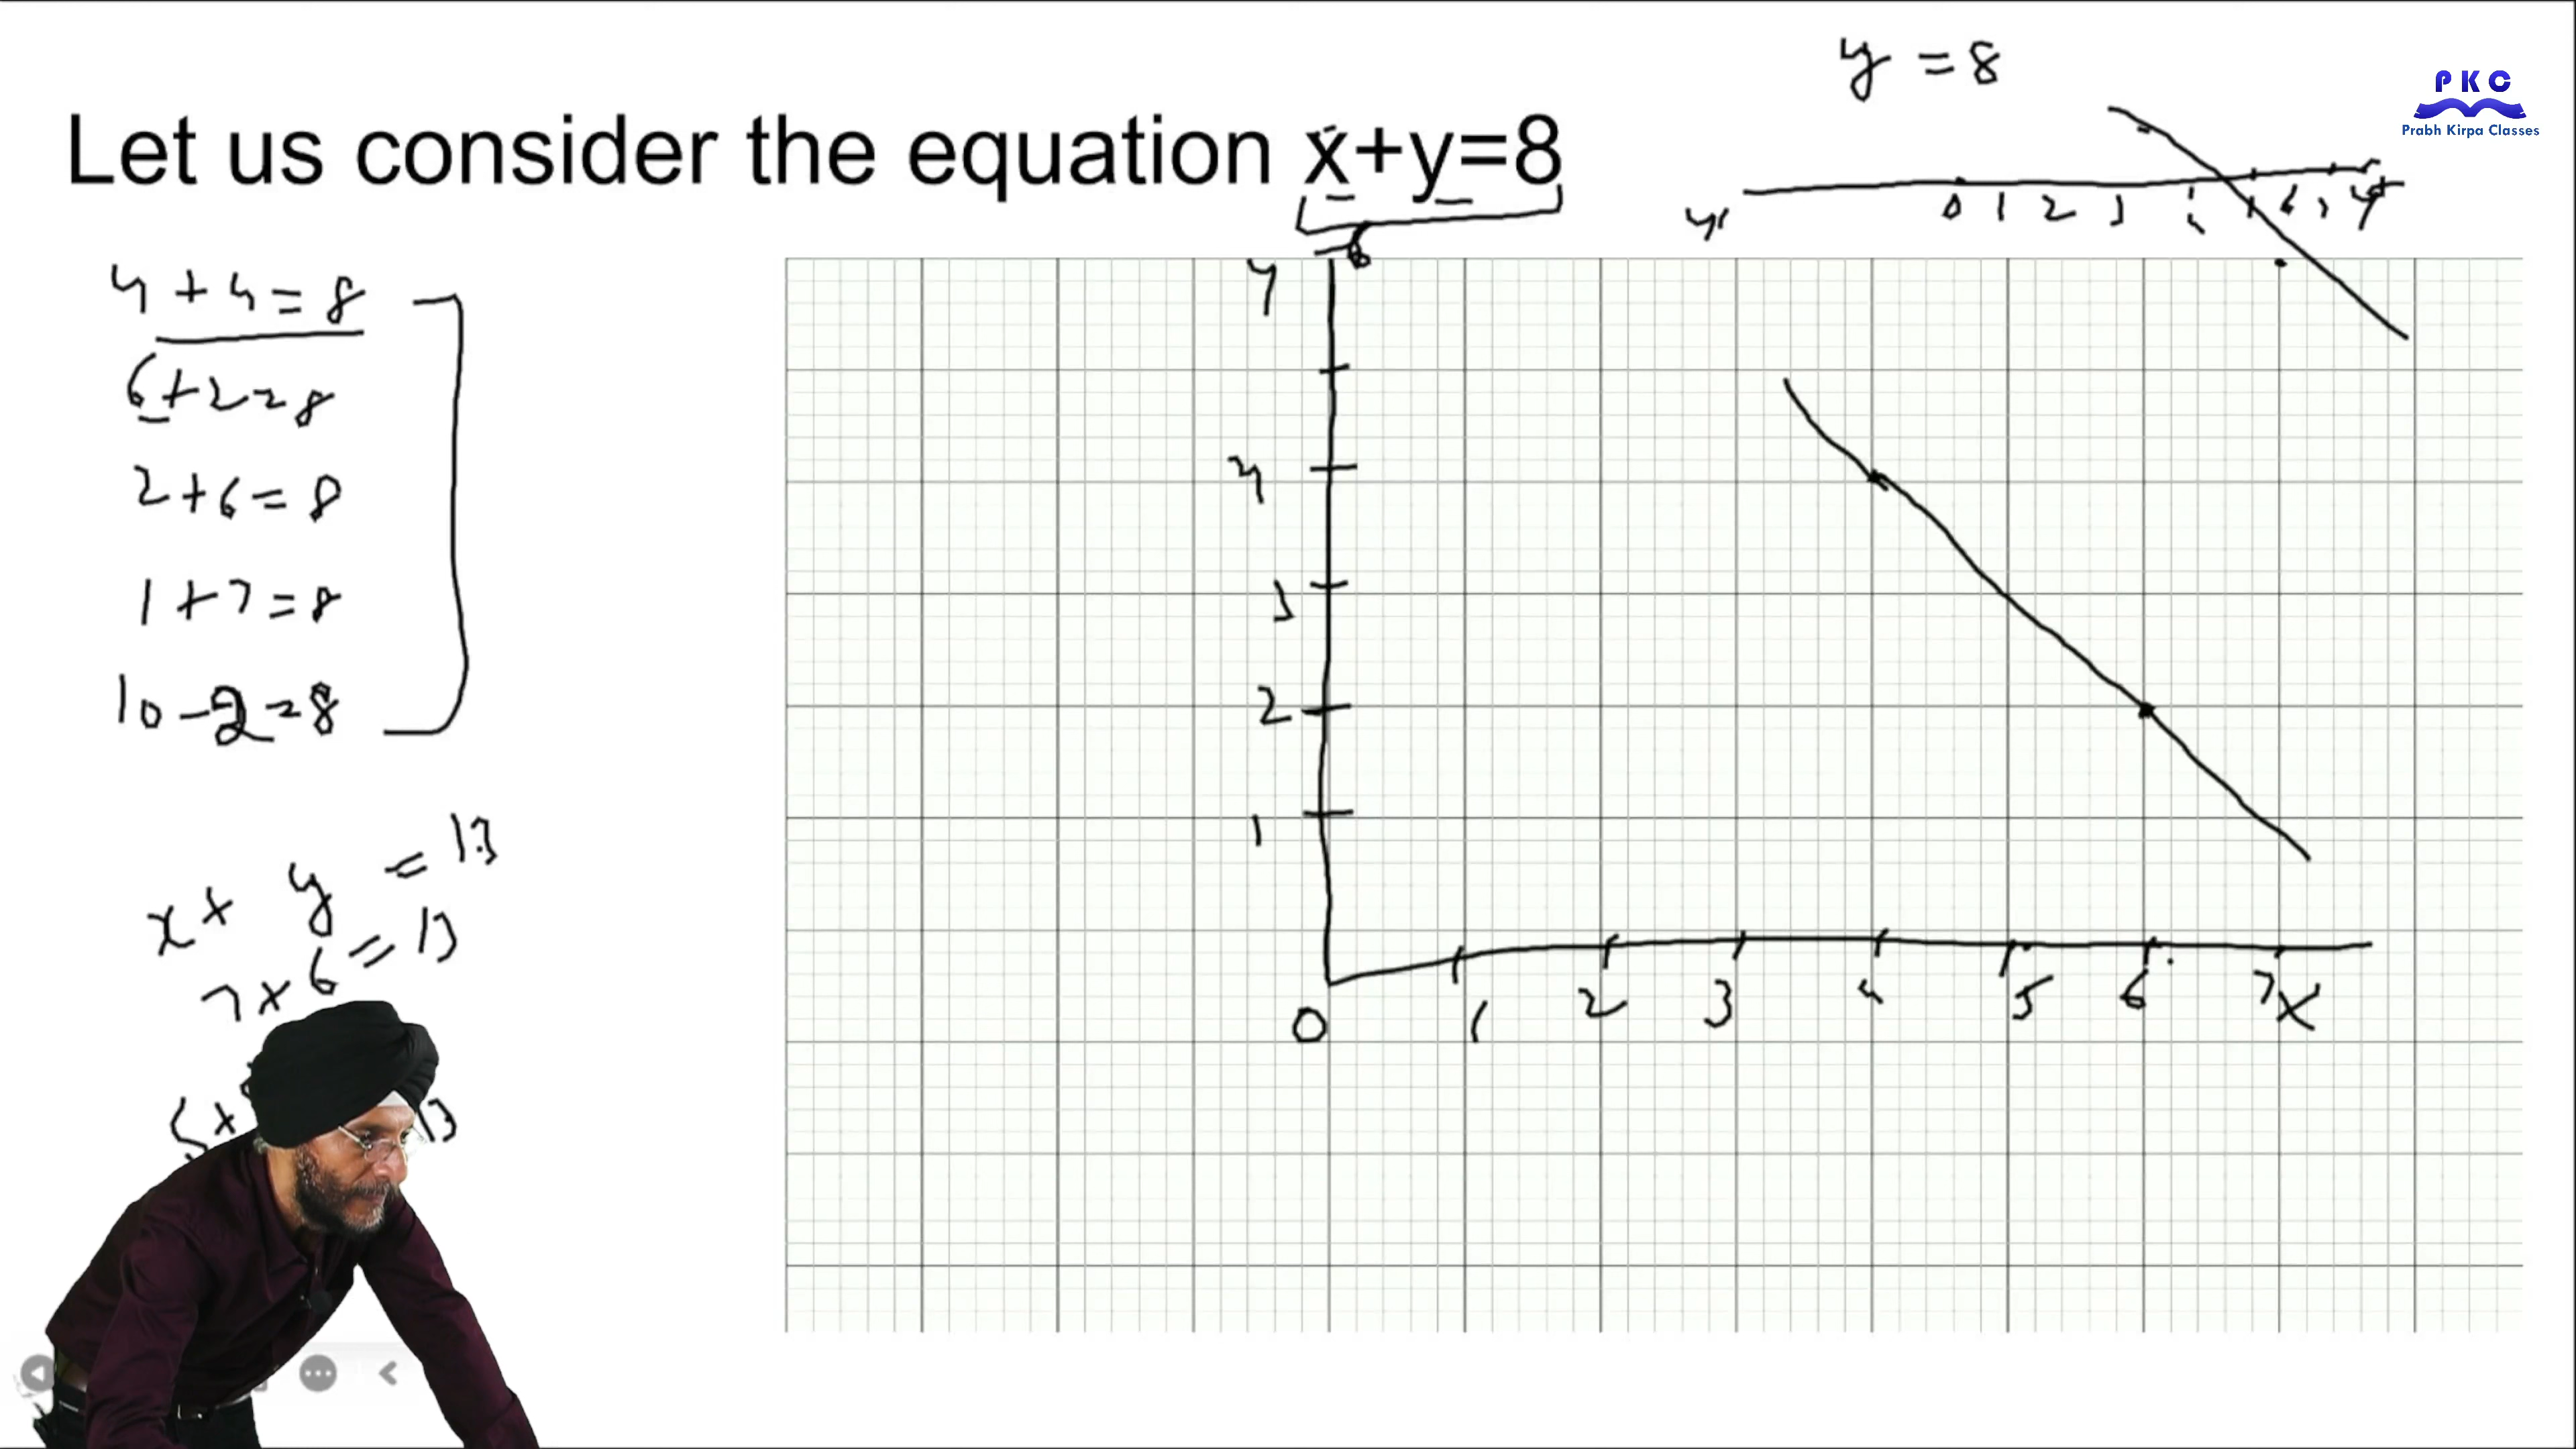 y = 8
PKC
Prabh Kirpa Classes
Let us consider the equation x+y=8
0 1 2 3
4 + 4 = 8
6 + 2 = 8
2 + 6 = 8
1 + 7 = 8
10 - 2 = 8
x + y = 13
7 + 6 = 13
5 + 13
y
4
3
2
1
0 1 2 3 4 5 6 7 x